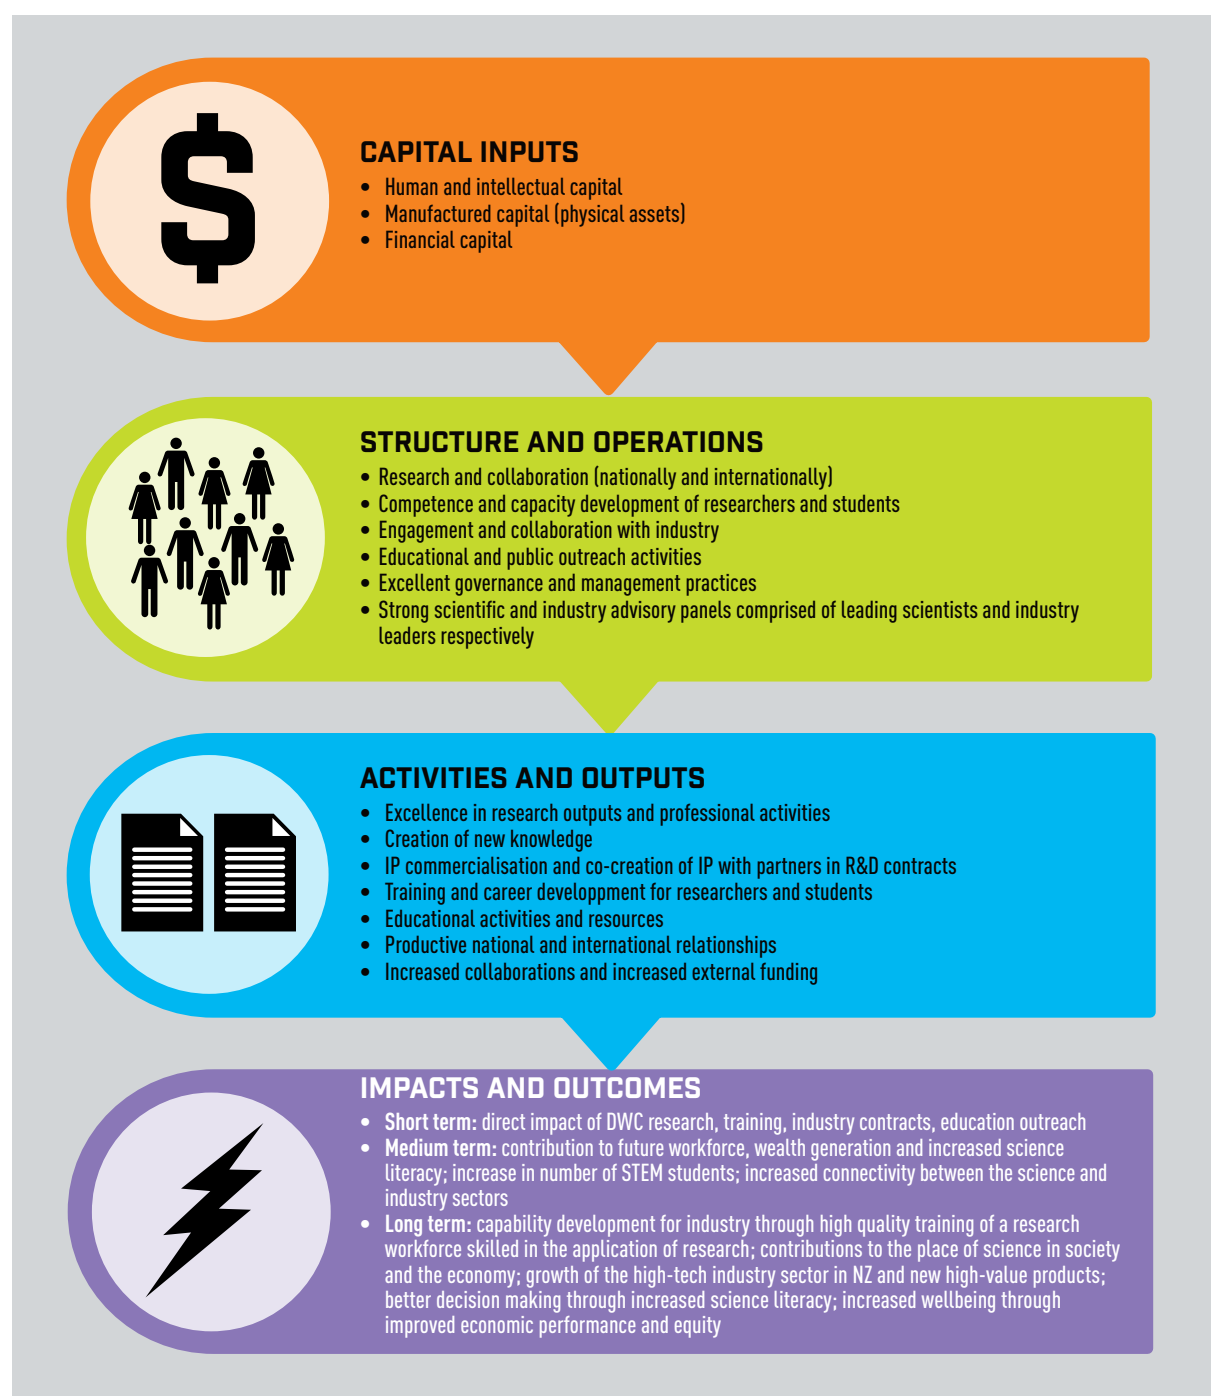 $
CAPITAL INPUTS
• Human and intellectual capital
• Manufactured capital (physical assets)
• Financial capital
STRUCTURE AND OPERATIONS
• Research and collaboration (nationally and internationally)
• Competence and capacity development of researchers and students
• Engagement and collaboration with industry
• Educational and public outreach activities
• Excellent governance and management practices
• Strong scientific and industry advisory panels comprised of leading scientists and industry
leaders respectively
ACTIVITIES AND OUTPUTS
• Excellence in research outputs and professional activities
• Creation of new knowledge
• IP commercialisation and co-creation of IP with partners in R&D contracts
• Training and career developpment for researchers and students
• Educational activities and resources
• Productive national and international relationships
• Increased collaborations and increased external funding
IMPACTS AND OUTCOMES
• Short term: direct impact of DWC research, training, industry contracts, education outreach
• Medium term: contribution to future workforce, wealth generation and increased science
literacy; increase in number of STEM students; increased connectivity between the science and
industry sectors
• Long term: capability development for industry through high quality training of a research
workforce skilled in the application of research; contributions to the place of science in society
and the economy; growth of the high-tech industry sector in NZ and new high-value products;
better decision making through increased science literacy; increased wellbeing through
improved economic performance and equity